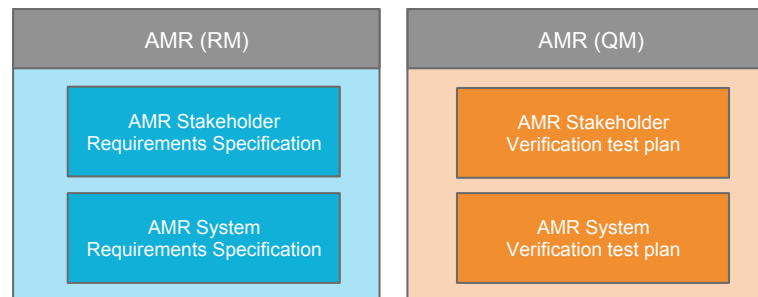 AMR (RM)
AMR Stakeholder
Requirements Specification
AMR System
Requirements Specification
AMR (QM)
AMR Stakeholder
Verification test plan
AMR System
Verification test plan